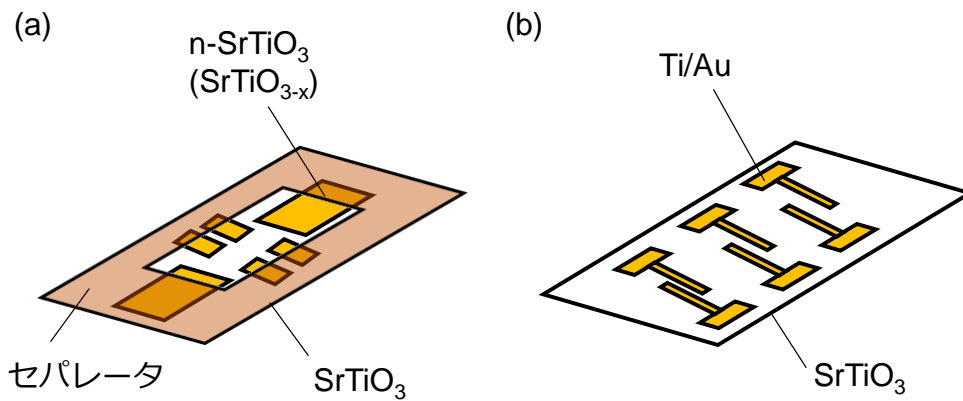 (a)
n-SrTiO₃
(SrTiO₃₋ₓ)
セパレータ
SrTiO₃
(b)
Ti/Au
SrTiO₃